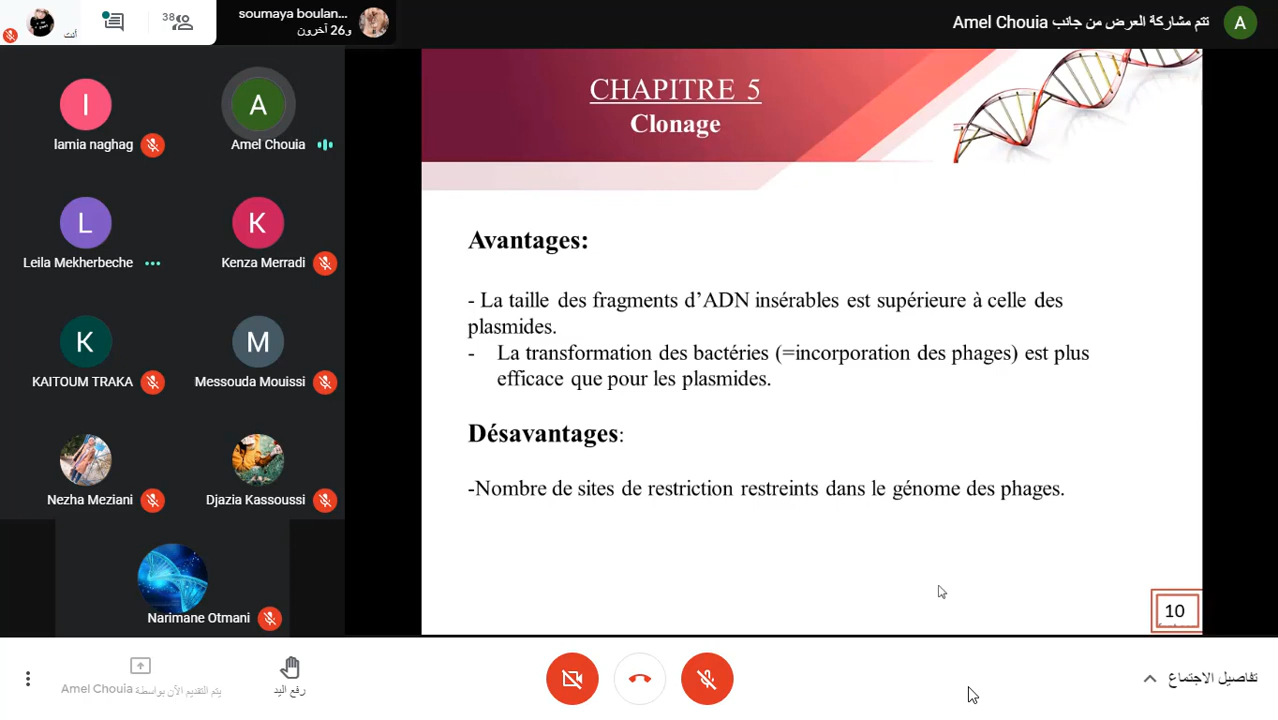 38
soumaya boulan...
و26 آخرون
أنت
تتم مشاركة العرض من جانب Amel Chouia
A
I
lamia naghag
A
Amel Chouia
L
Leila Mekherbeche
K
Kenza Merradi
K
KAITOUM TRAKA
M
Messouda Mouissi
Nezha Meziani
Djazia Kassoussi
Narimane Otmani
CHAPITRE 5
Clonage
Avantages:
- La taille des fragments d’ADN insérables est supérieure à celle des
plasmides.
- La transformation des bactéries (=incorporation des phages) est plus
efficace que pour les plasmides.
Désavantages:
-Nombre de sites de restriction restreints dans le génome des phages.
10
يتم التقديم الآن بواسطة Amel Chouia
رفع اليد
تفاصيل الاجتماع